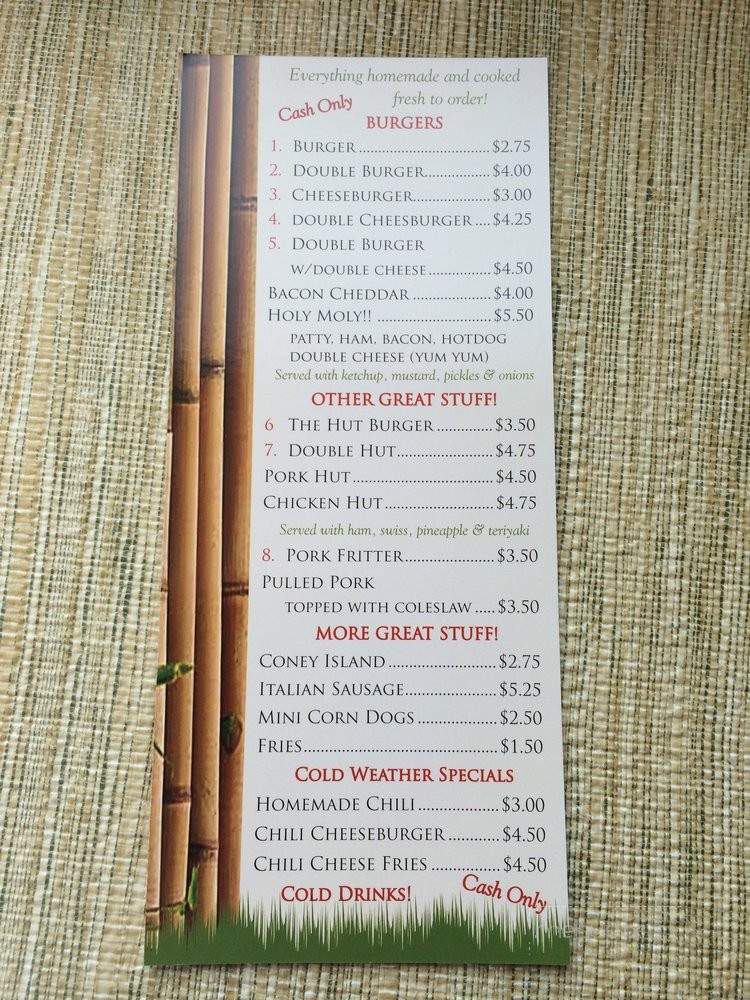 Everything homemade and cooked
fresh to order!
Cash Only
BURGERS
1. BURGER..............................$2.75
2. DOUBLE BURGER...............$4.00
3. CHEESEBURGER..................$3.00
4. DOUBLE CHEESBURGER....$4.25
5. DOUBLE BURGER
W/DOUBLE CHEESE...............$4.50
BACON CHEDDAR..................$4.00
HOLY MOLY!! ..........................$5.50
PATTY, HAM, BACON, HOTDOG
DOUBLE CHEESE (YUM YUM)
Served with ketchup, mustard, pickles & onions
OTHER GREAT STUFF!
6 THE HUT BURGER.............$3.50
7. DOUBLE HUT......................$4.75
PORK HUT................................$4.50
CHICKEN HUT.........................$4.75
Served with ham, swiss, pineapple & teriyaki
8. PORK FRITTER.....................$3.50
PULLED PORK
TOPPED WITH COLESLAW.....$3.50
MORE GREAT STUFF!
CONEY ISLAND........................$2.75
ITALIAN SAUSAGE.....................$5.25
MINI CORN DOGS..................$2.50
FRIES...........................................$1.50
COLD WEATHER SPECIALS
HOMEMADE CHILI..................$3.00
CHILI CHEESEBURGER...........$4.50
CHILI CHEESE FRIES ...............$4.50
COLD DRINKS!
Cash Only